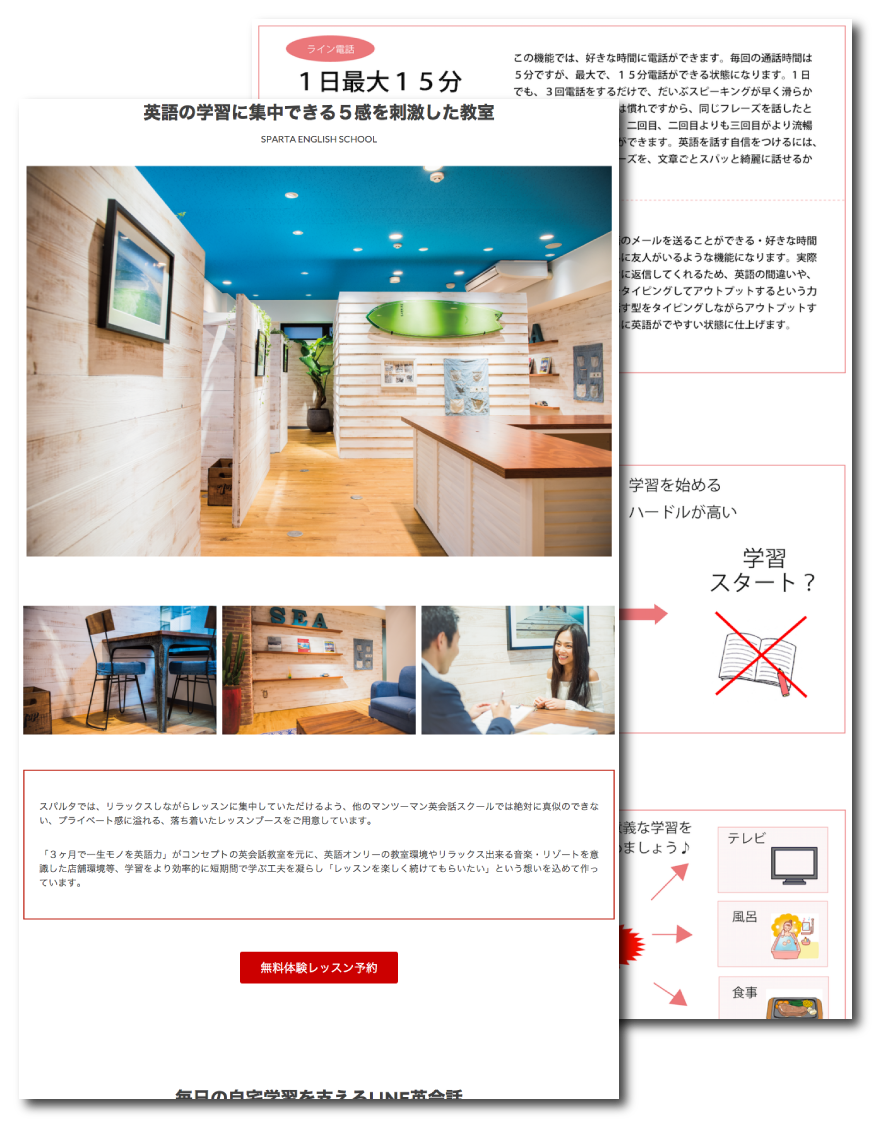 ライン電話
１日最大１５分
この機能では、好きな時間に電話ができます。毎回の通話時間は
５分ですが、最大で、１５分電話ができる状態になります。１日
でも、３回電話をするだけで、だいぶスピーキングが早く滑らか
は慣れですから、同じフレーズを話したと
二回目、二回目よりも三回目がより流暢
ができます。英語を話す自信をつけるには、
ーズを、文章ごとスパッと綺麗に話せるか
のメールを送ることができる・好きな時間
に友人がいるような機能になります。実際
に返信してくれるため、英語の間違いや、
タイピングしてアウトプットするという力
す型をタイピングしながらアウトプットす
に英語がでやすい状態に仕上げます。
学習を始める
ハードルが高い
学習
スタート？
義な学習を
ましょう♪
テレビ
風呂
食事
英語の学習に集中できる５感を刺激した教室
SPARTA ENGLISH SCHOOL
SEA
スパルタでは、リラックスしながらレッスンに集中していただけるよう、他のマンツーマン英会話スクールでは絶対に真似のできな
い、プライベート感に溢れる、落ち着いたレッスンブースをご用意しています。
「３ヶ月で一生モノを英語力」がコンセプトの英会話教室を元に、英語オンリーの教室環境やリラックス出来る音楽・リゾートを意
識した店舗環境等、学習をより効率的に短期間で学ぶ工夫を凝らし「レッスンを楽しく続けてもらいたい」という想いを込めて作っ
ています。
無料体験レッスン予約
毎日の自宅学習を支えるLINE英会話